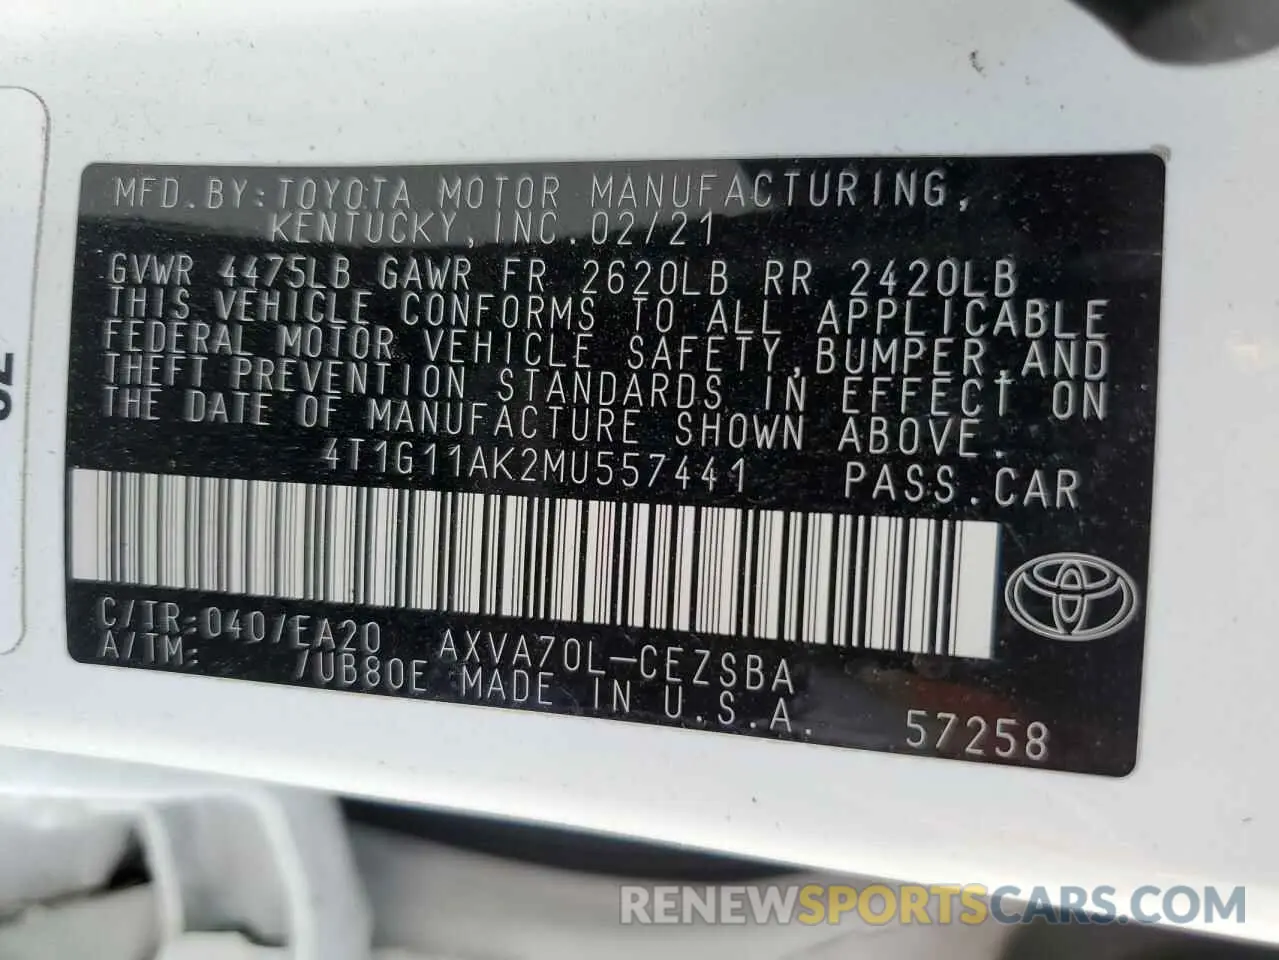 MFD.BY:TOYOTA MOTOR MANUFACTURING,
KENTUCKY, INC. 02/21
GVWR 4475LB GAWR FR 2620LB RR 2420LB
THIS VEHICLE CONFORMS TO ALL APPLICABLE
FEDERAL MOTOR VEHICLE SAFETY,BUMPER,AND
THEFT PREVENTION STANDARDS IN EFFECT ON
THE DATE OF MANUFACTURE SHOWN ABOVE.
4T1G11AK2MU557441 PASS.CAR
C/TR:040/EA20 AXVA70L-CEZSBA
A/TM: /UB80E MADE IN U.S.A.
57258
RENEWSPORTSCARS.COM